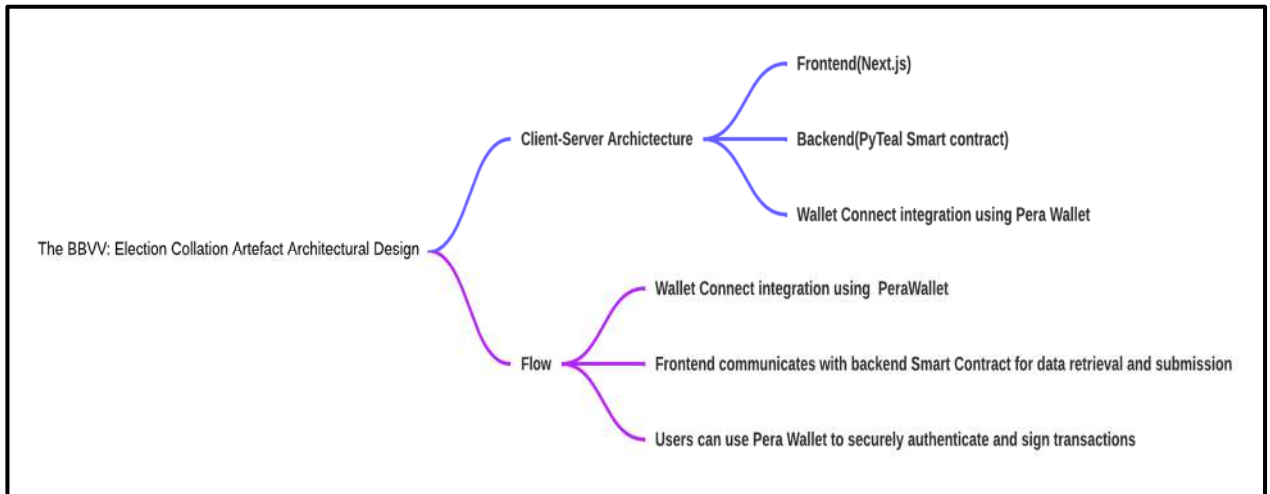 The BBVV: Election Collation Artefact Architectural Design
Client-Server Archictecture
Frontend(Next.js)
Backend(PyTeal Smart contract)
Wallet Connect integration using Pera Wallet
Flow
Wallet Connect integration using PeraWallet
Frontend communicates with backend Smart Contract for data retrieval and submission
Users can use Pera Wallet to securely authenticate and sign transactions